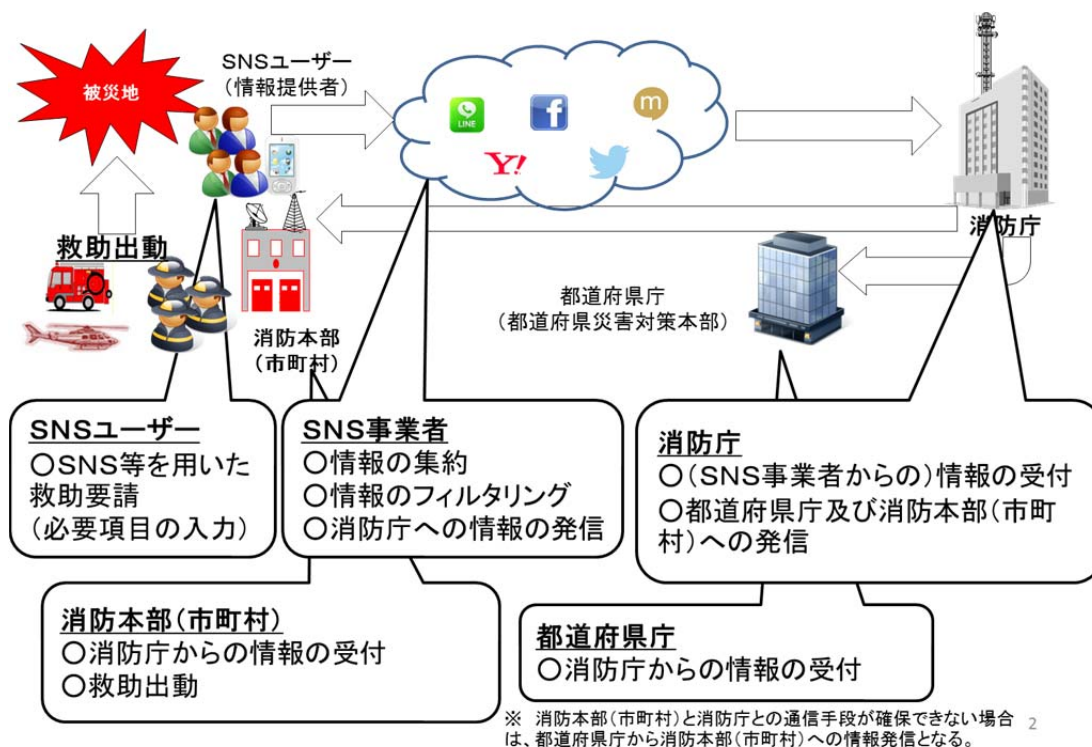 被災地
SNSユーザー
(情報提供者)
LINE
f
m
Y!
消防庁
救助出動
消防本部
(市町村)
都道府県庁
(都道府県災害対策本部)
SNSユーザー
○SNS等を用いた
救助要請
(必要項目の入力)
SNS事業者
○情報の集約
○情報のフィルタリング
○消防庁への情報の発信
消防庁
○(SNS事業者からの)情報の受付
○都道府県庁及び消防本部(市町
村)への発信
消防本部(市町村)
○消防庁からの情報の受付
○救助出動
都道府県庁
○消防庁からの情報の受付
※ 消防本部(市町村)と消防庁との通信手段が確保できない場合
は、都道府県庁から消防本部(市町村)への情報発信となる。
2